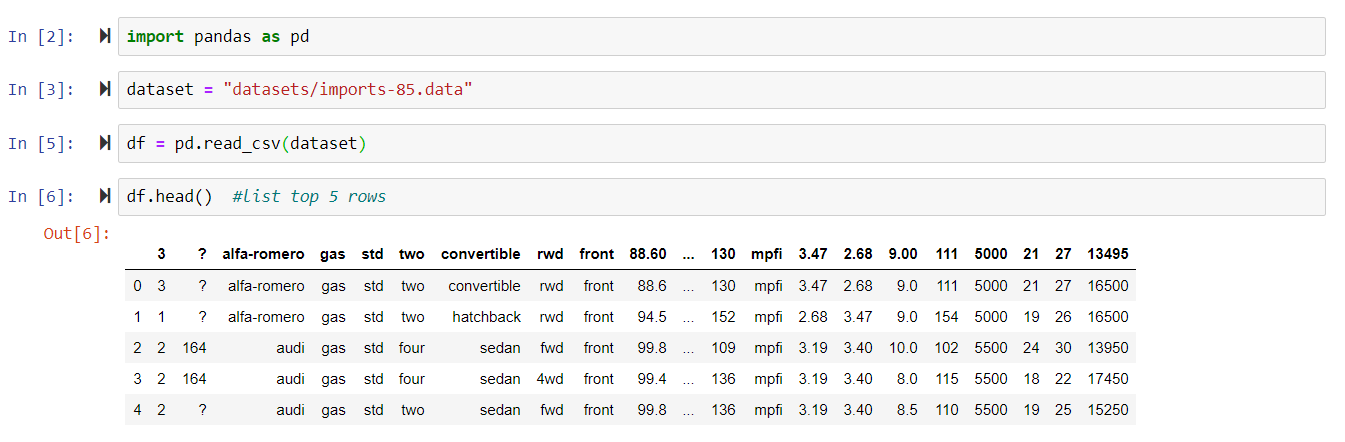 In [2]: import pandas as pd
In [3]: dataset = "datasets/imports-85.data"
In [5]: df = pd.read_csv(dataset)
In [6]: df.head()  #list top 5 rows
Out[6]:
3 ? alfa-romero gas std two convertible rwd front 88.60 ... 130 mpfi 3.47 2.68 9.00 111 5000 21 27 13495
0 3 ? alfa-romero gas std two convertible rwd front 88.6 ... 130 mpfi 3.47 2.68 9.0 111 5000 21 27 16500
1 1 ? alfa-romero gas std two hatchback rwd front 94.5 ... 152 mpfi 2.68 3.47 9.0 154 5000 19 26 16500
2 2 164 audi gas std four sedan fwd front 99.8 ... 109 mpfi 3.19 3.40 10.0 102 5500 24 30 13950
3 2 164 audi gas std four sedan 4wd front 99.4 ... 136 mpfi 3.19 3.40 8.0 115 5500 18 22 17450
4 2 ? audi gas std two sedan fwd front 99.8 ... 136 mpfi 3.19 3.40 8.5 110 5500 19 25 15250